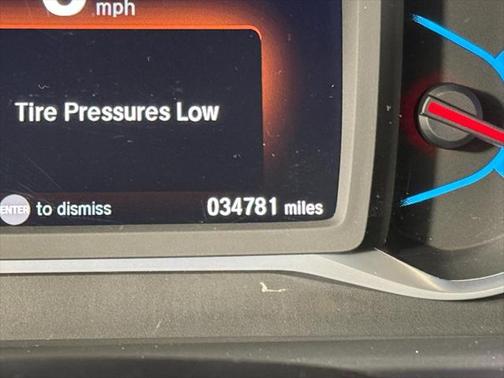 mph
Tire Pressures Low
ENTER to dismiss
034781 miles